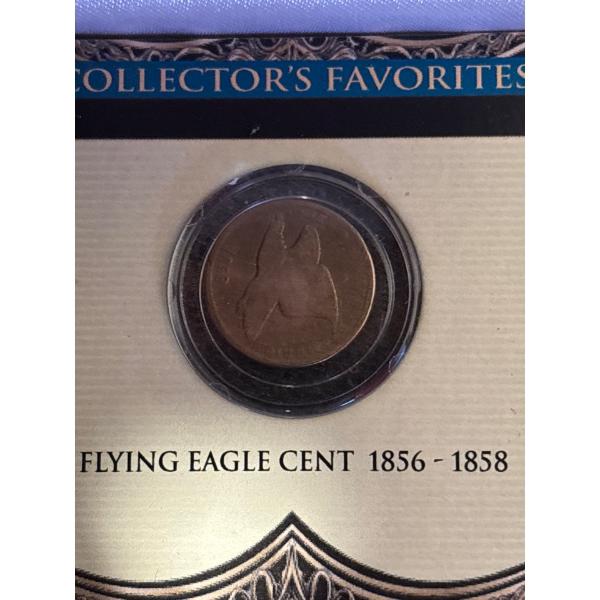 COLLECTOR'S FAVORITES
FLYING EAGLE CENT 1856 - 1858